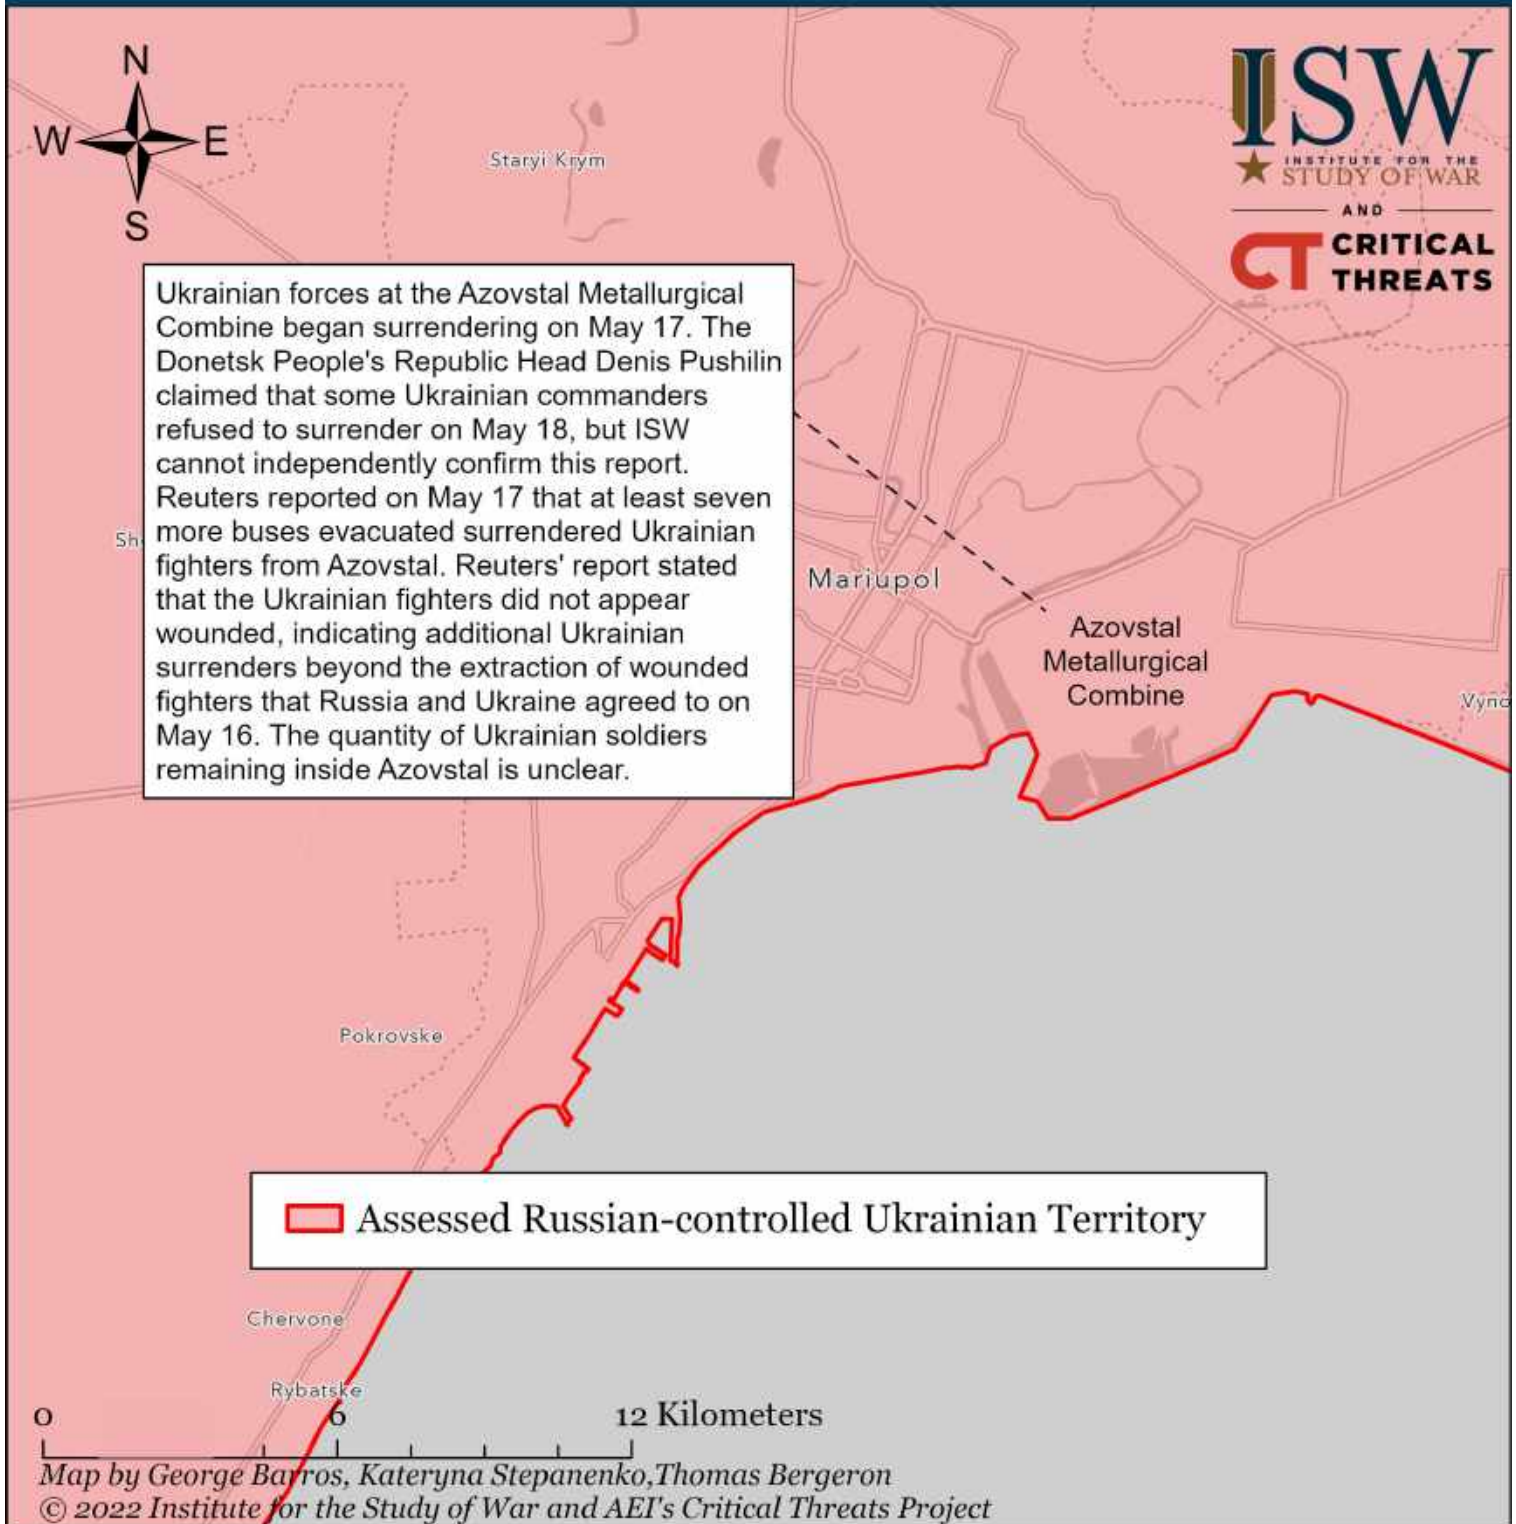 N
W E
S
Staryi Krym
ISW
INSTITUTE FOR THE
STUDY OF WAR
AND
CT CRITICAL
THREATS
Ukrainian forces at the Azovstal Metallurgical
Combine began surrendering on May 17. The
Donetsk People's Republic Head Denis Pushilin
claimed that some Ukrainian commanders
refused to surrender on May 18, but ISW
cannot independently confirm this report.
Reuters reported on May 17 that at least seven
more buses evacuated surrendered Ukrainian
fighters from Azovstal. Reuters' report stated
that the Ukrainian fighters did not appear
wounded, indicating additional Ukrainian
surrenders beyond the extraction of wounded
fighters that Russia and Ukraine agreed to on
May 16. The quantity of Ukrainian soldiers
remaining inside Azovstal is unclear.
Sh
Mariupol
Azovstal
Metallurgical
Combine
Vyno
Pokrovske
Assessed Russian-controlled Ukrainian Territory
Chervone
Rybatske
0 6 12 Kilometers
Map by George Barros, Kateryna Stepanenko,Thomas Bergeron
© 2022 Institute for the Study of War and AEI's Critical Threats Project